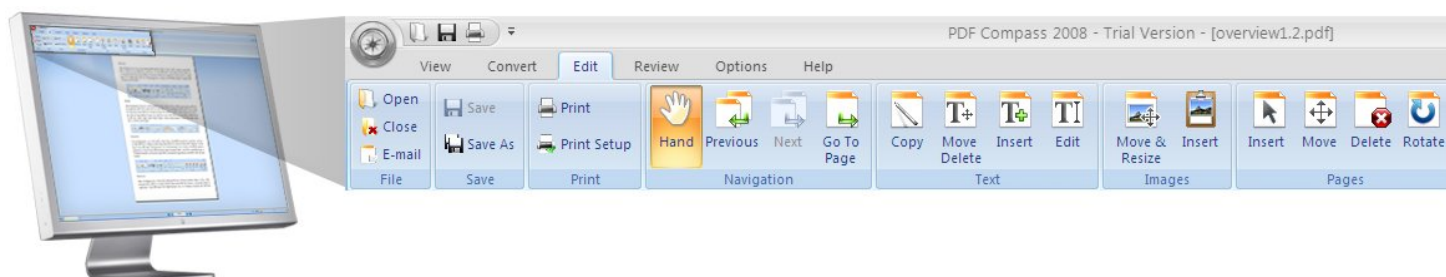 PDF Compass 2008 - Trial Version - [overview1.2.pdf]
View Convert Edit Review Options Help
Open Save Print Hand Previous Next Go To Page Copy Move Delete Insert Edit Move & Resize Insert Insert Move Delete Rotate
Close
E-mail Save As Print Setup
File Save Print Navigation Text Images Pages